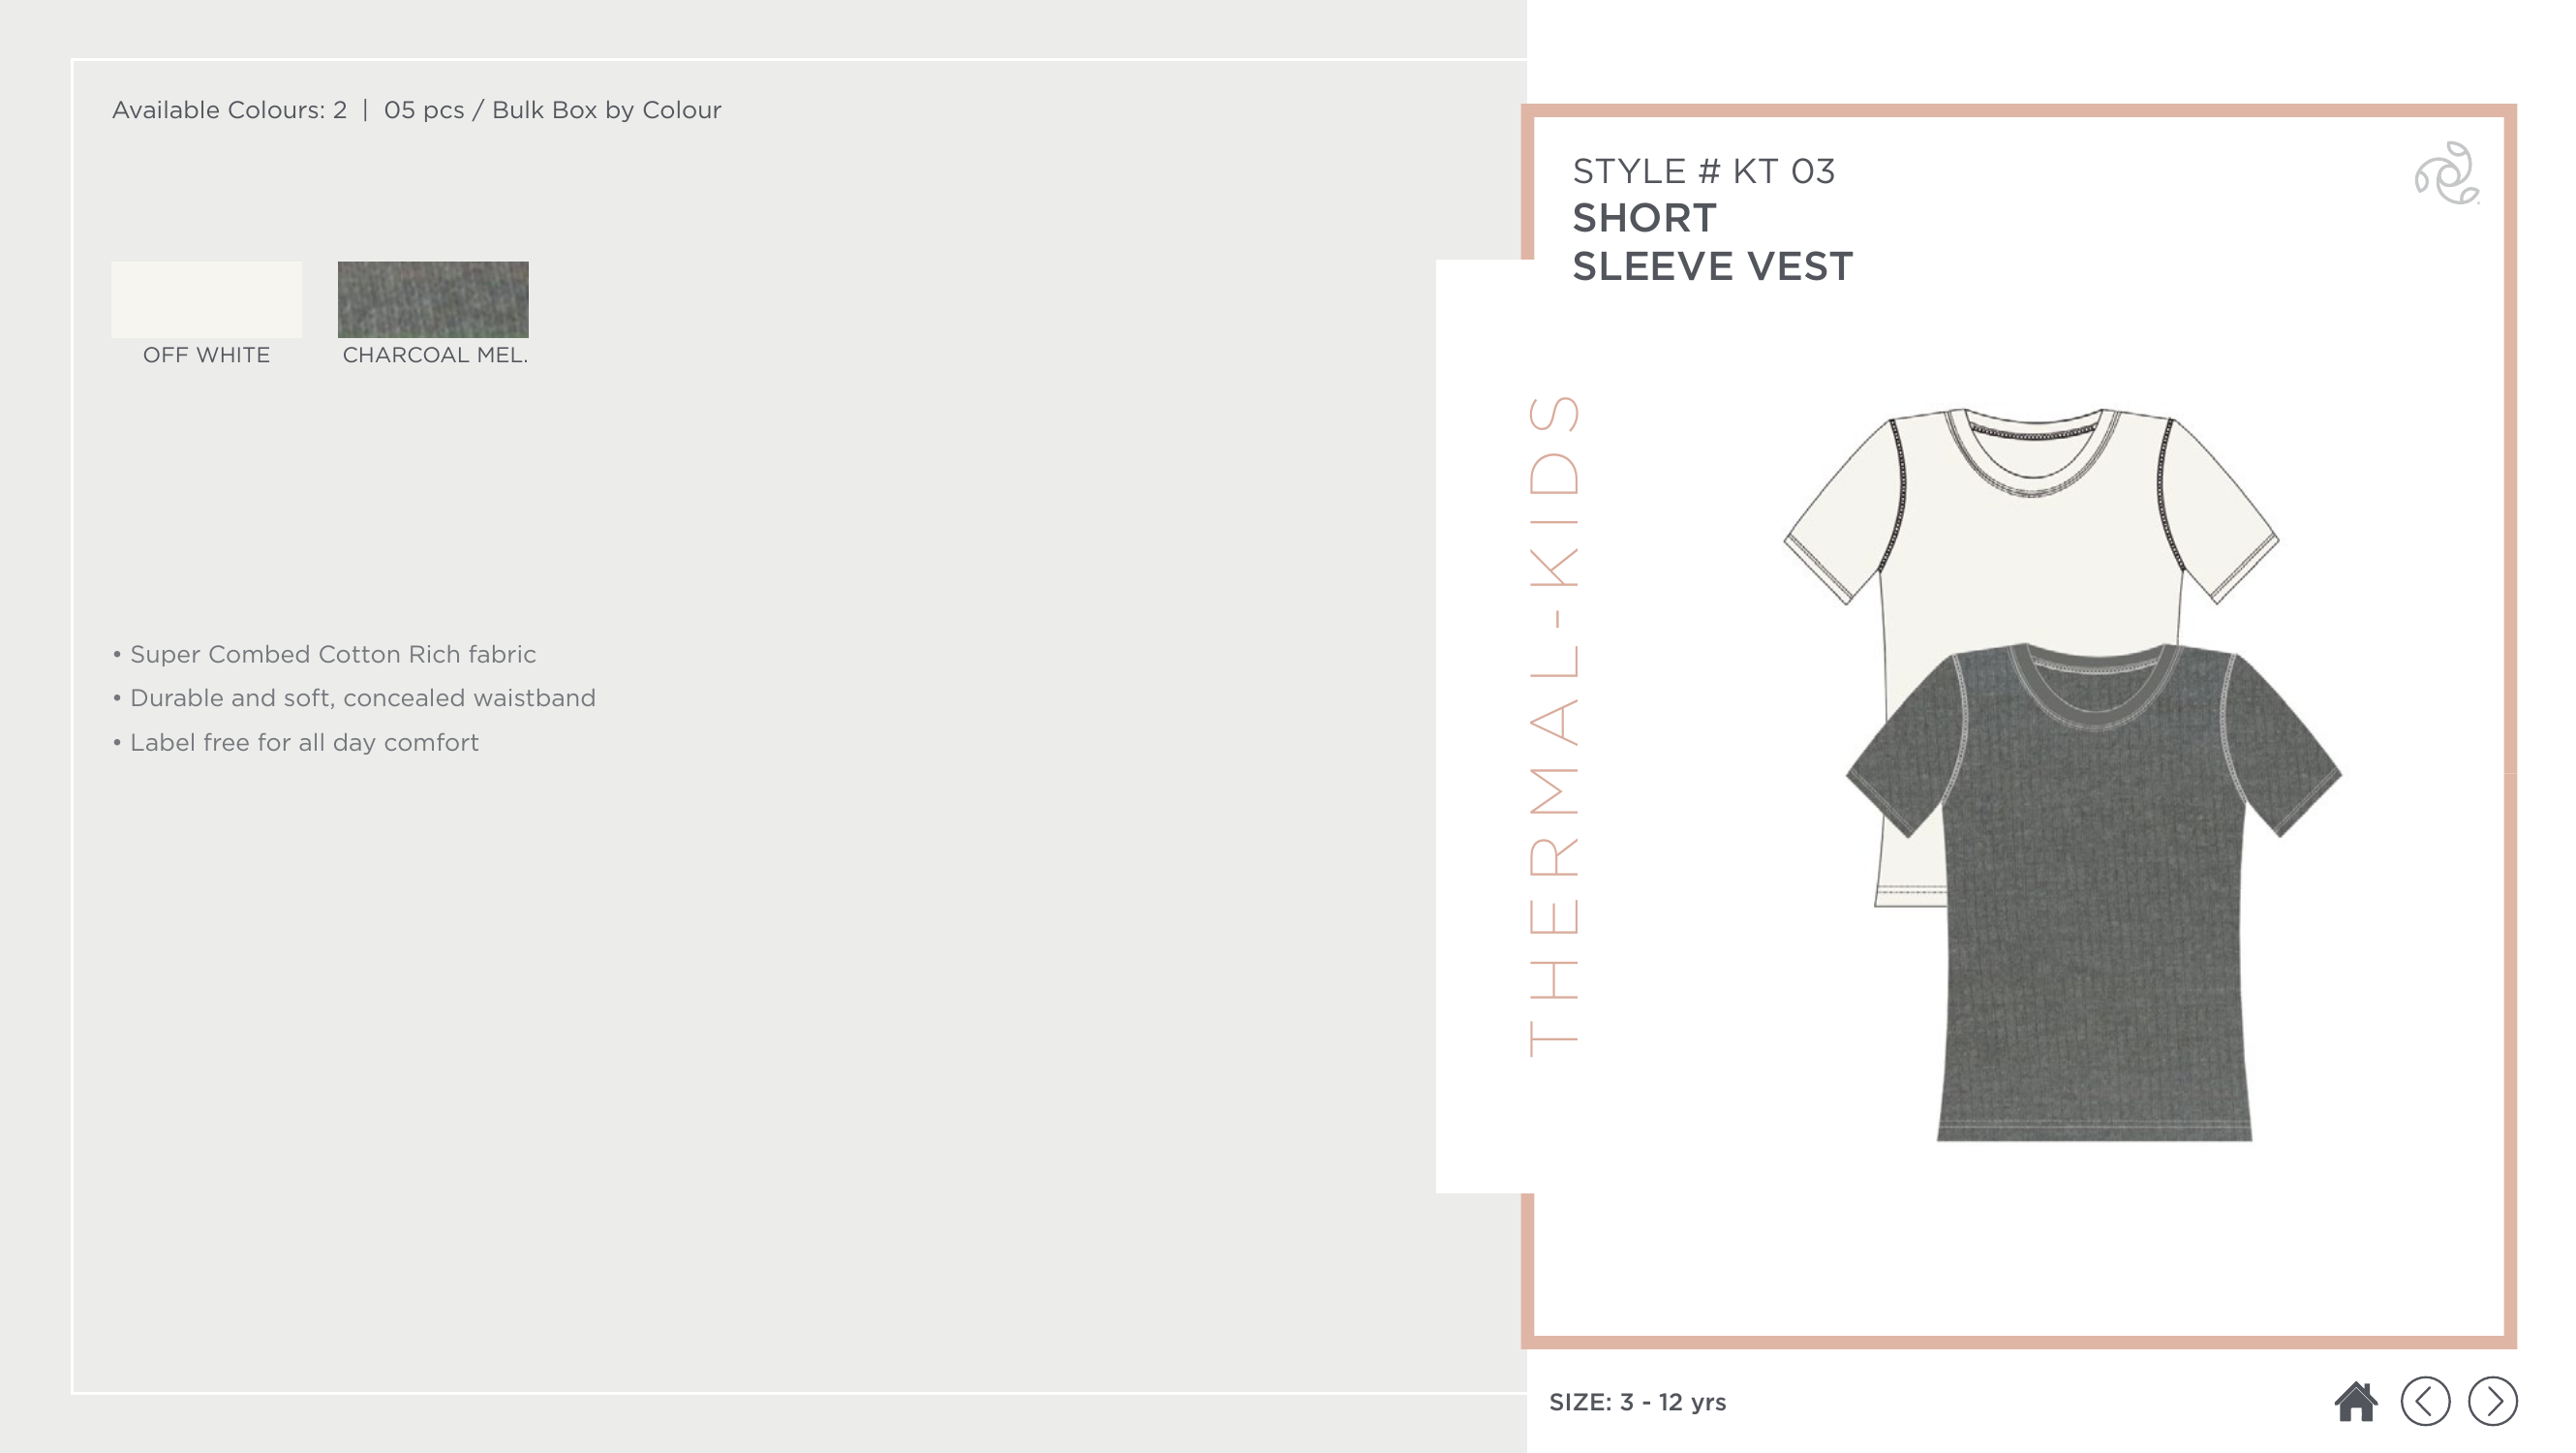 Available Colours: 2 | 05 pcs / Bulk Box by Colour
OFF WHITE
CHARCOAL MEL.
• Super Combed Cotton Rich fabric
• Durable and soft, concealed waistband
• Label free for all day comfort
STYLE # KT 03
SHORT
SLEEVE VEST
THERMAL-KIDS
SIZE: 3 - 12 yrs